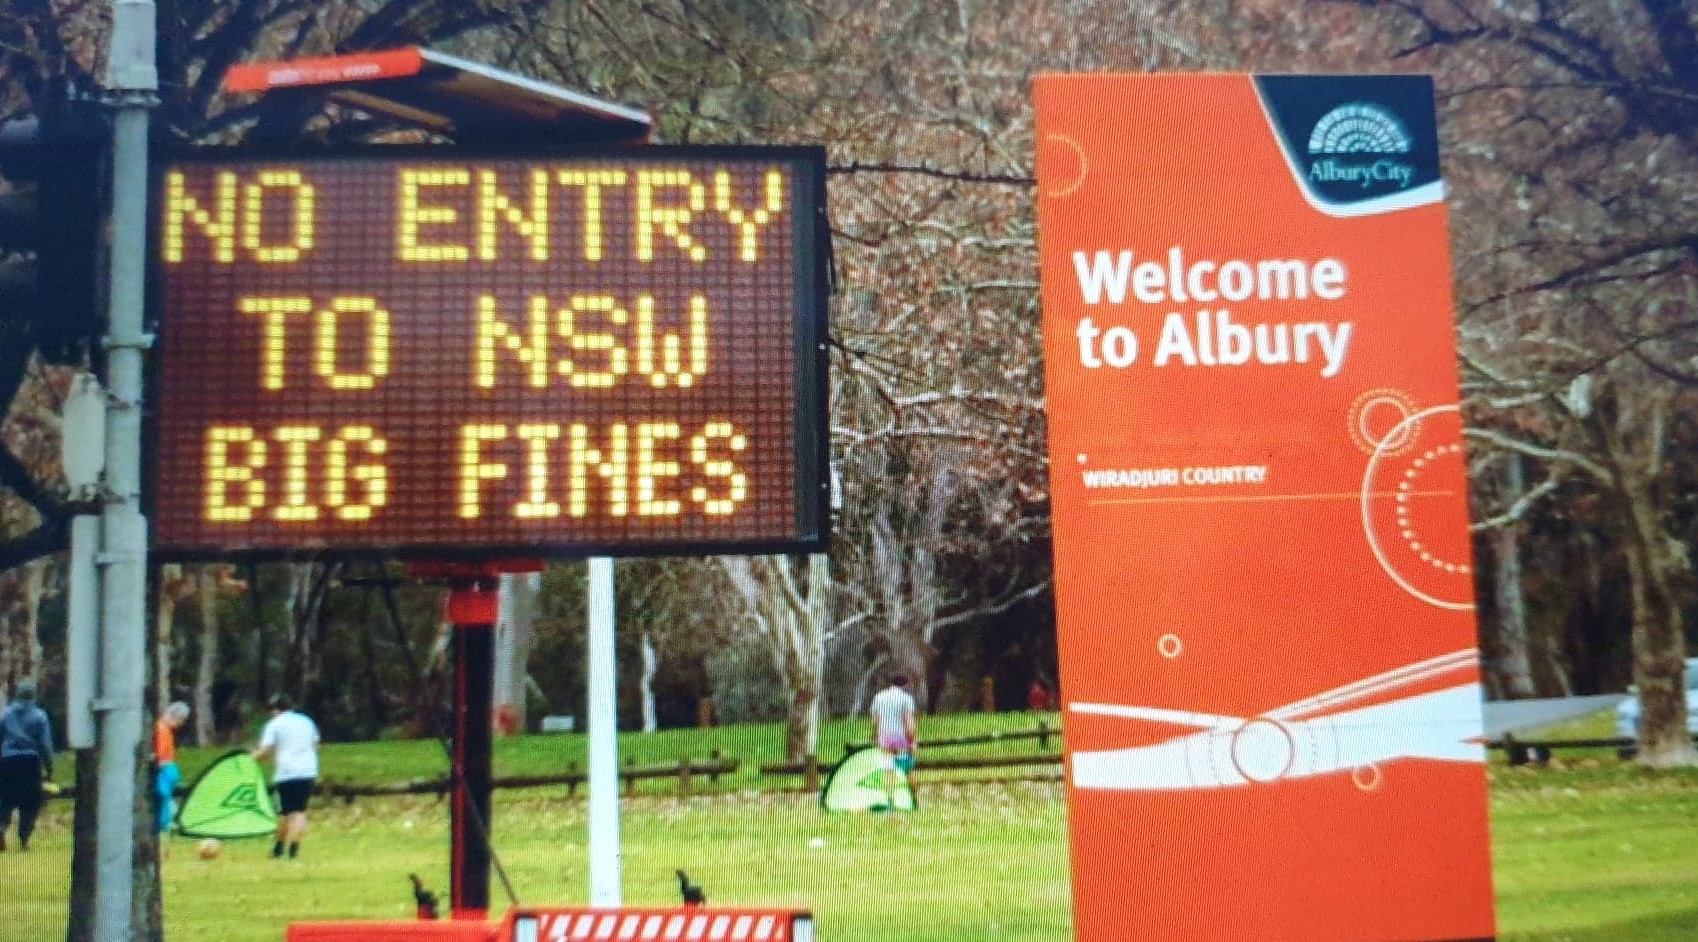 NO ENTRY
TO NSW
BIG FINES
AlburyCity
Welcome
to Albury
WIRADJURI COUNTRY